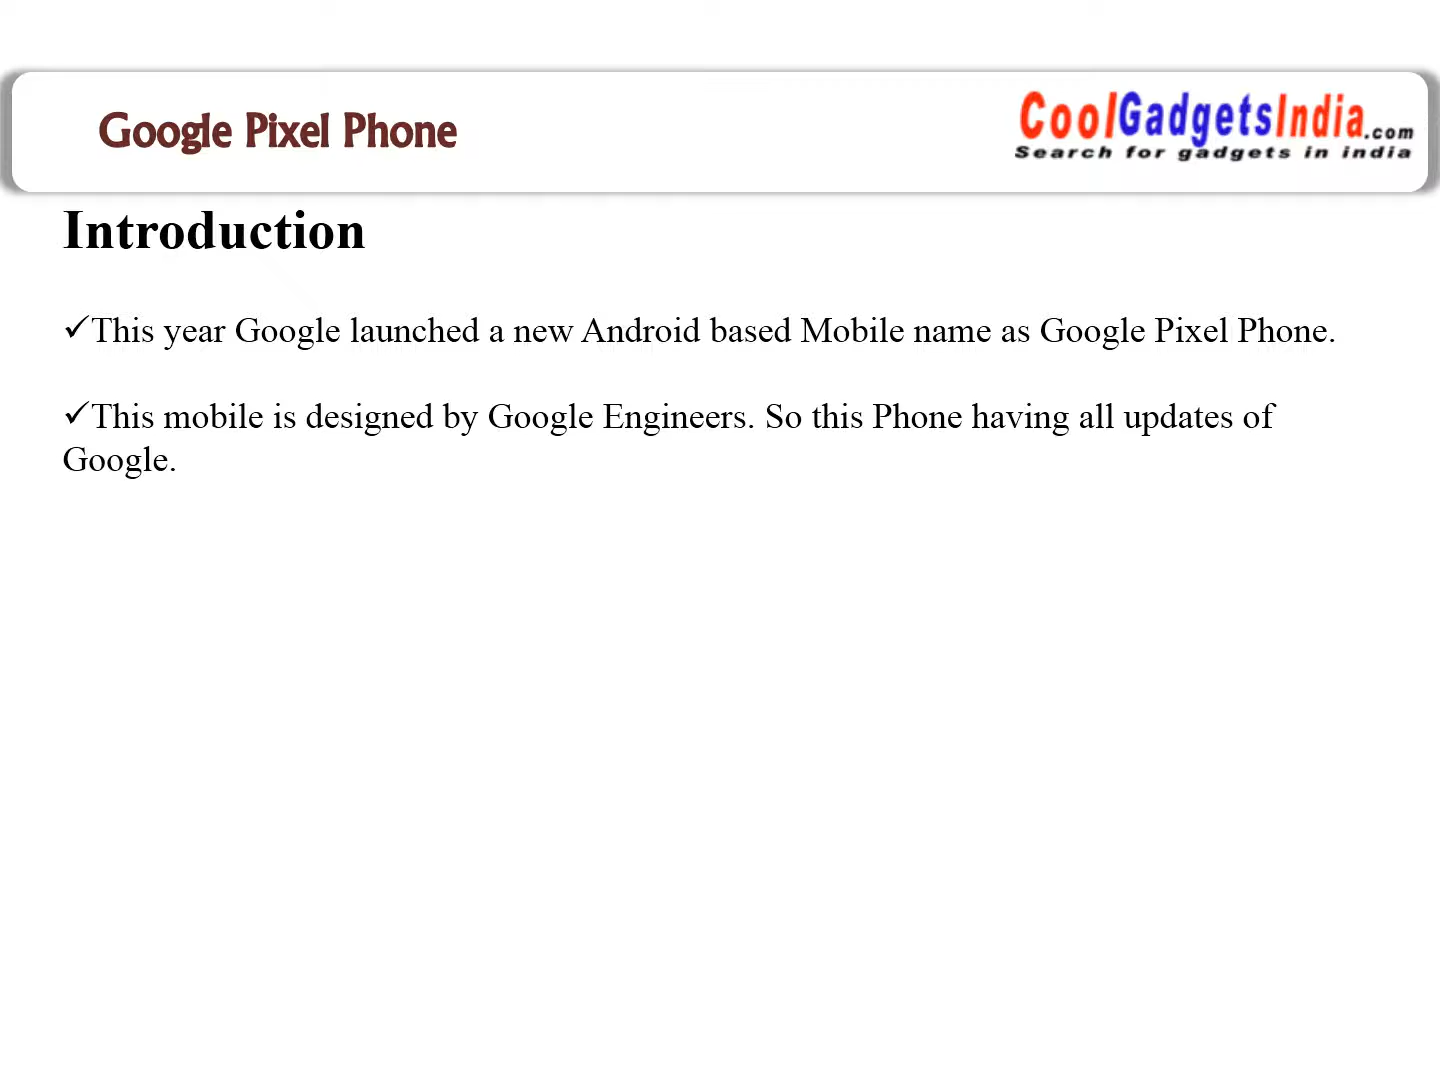 Google Pixel Phone
CoolGadgetsIndia.com
Search for gadgets in india
Introduction
✓This year Google launched a new Android based Mobile name as Google Pixel Phone.
✓This mobile is designed by Google Engineers. So this Phone having all updates of
Google.